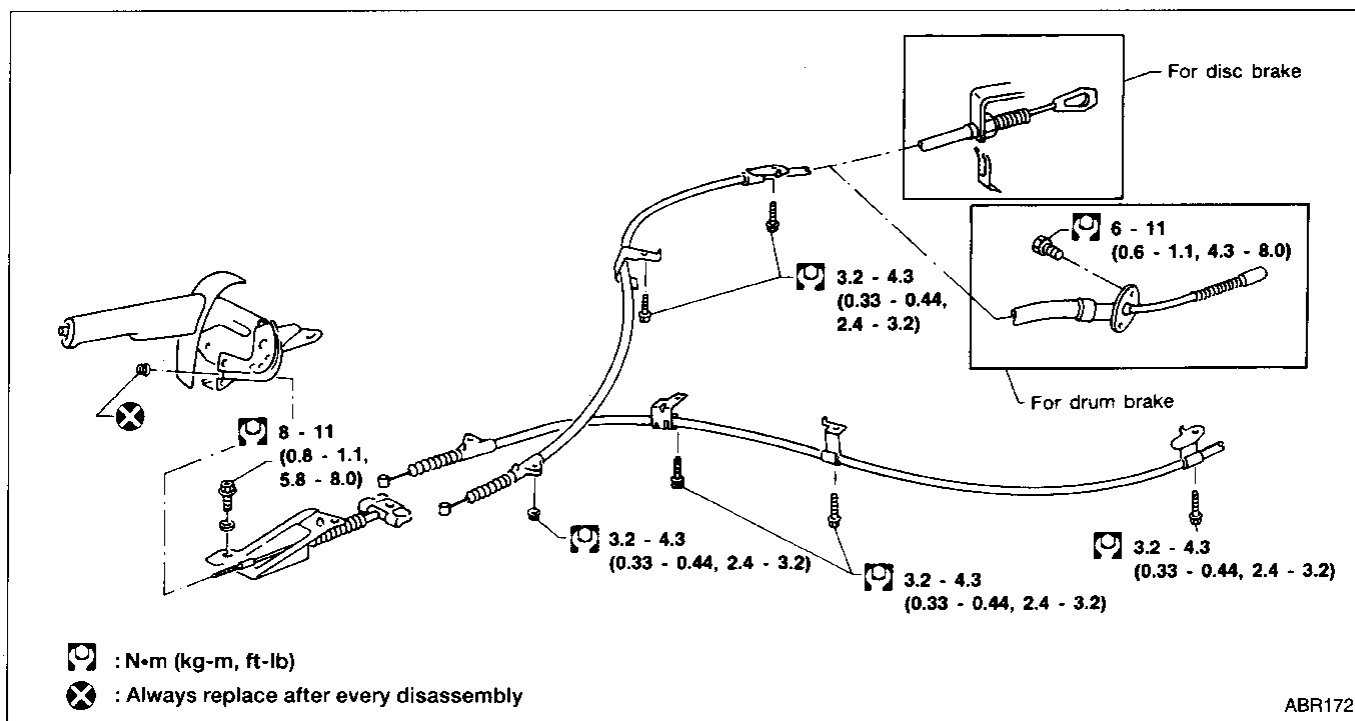 For disc brake
6 - 11
(0.6 - 1.1, 4.3 - 8.0)
3.2 - 4.3
(0.33 - 0.44,
2.4 - 3.2)
For drum brake
8 - 11
(0.8 - 1.1,
5.8 - 8.0)
3.2 - 4.3
(0.33 - 0.44, 2.4 - 3.2)
3.2 - 4.3
(0.33 - 0.44, 2.4 - 3.2)
3.2 - 4.3
(0.33 - 0.44, 2.4 - 3.2)
: N•m (kg-m, ft-lb)
: Always replace after every disassembly
ABR172